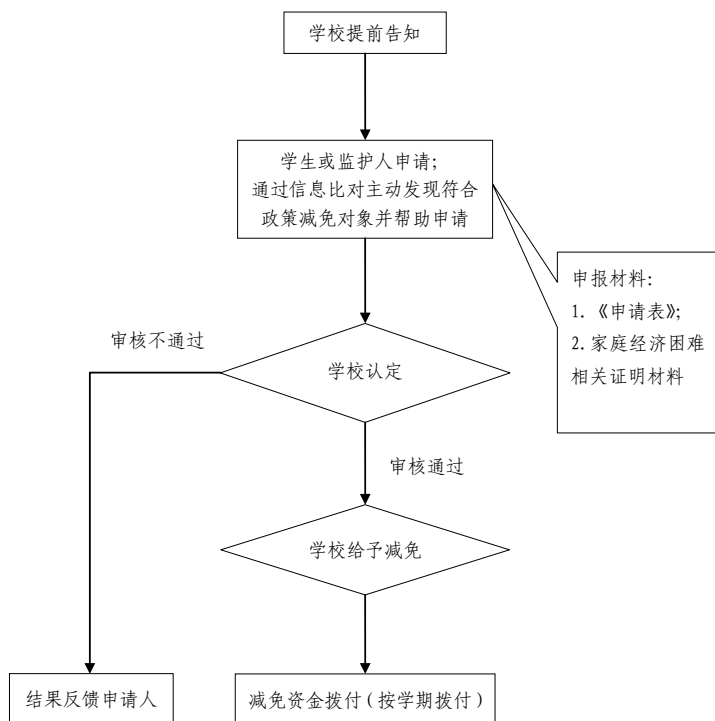 学校提前告知
学生或监护人申请;
通过信息比对主动发现符合
政策减免对象并帮助申请
申报材料:
1.《申请表》;
2.家庭经济困难
相关证明材料
审核不通过
学校认定
审核通过
学校给予减免
结果反馈申请人
减免资金拨付(按学期拨付)